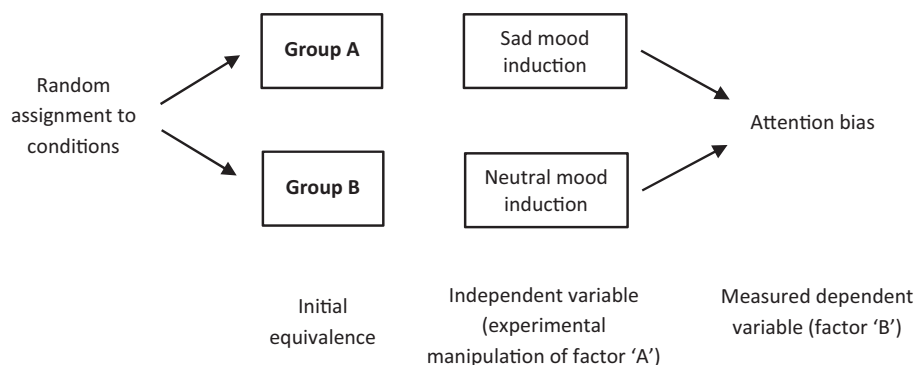 Random
assignment to
conditions
Group A
Group B
Sad mood
induction
Neutral mood
induction
Attention bias
Initial
equivalence
Independent variable
(experimental
manipulation of factor ‘A’)
Measured dependent
variable (factor ‘B’)